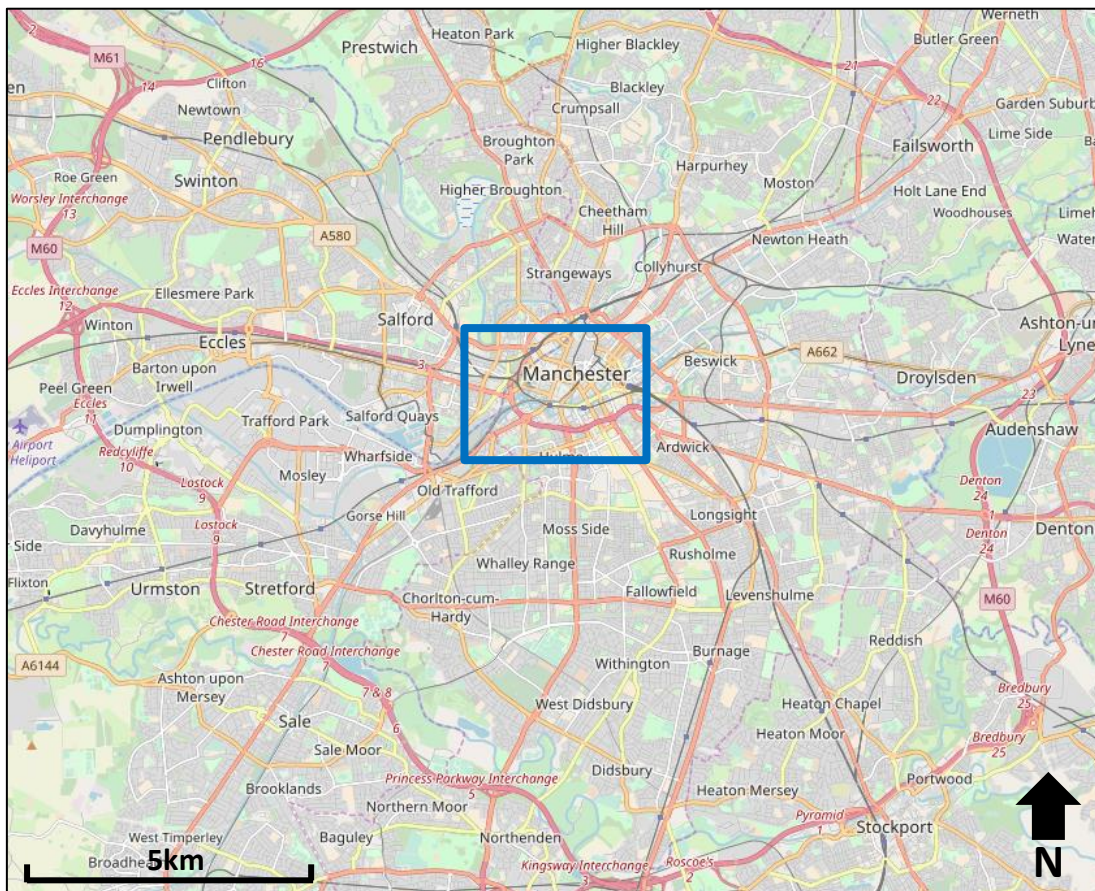 Werneth
Heaton Park
Higher Blackley
Butler Green
2
Prestwich
M61
16
21
Clifton
Blackley
14
Newtown
Crumpsall
22
Garden Suburb
Pendlebury
Broughton
Park
Lime Side
Failsworth
Harpurhey
Roe Green
Swinton
Moston
Higher Broughton
Holt Lane End
Worsley Interchange
13
Cheetham
Hill
Woodhouses
A580
M60
Newton Heath
Collyhurst
Strangeways
Eccles Interchange
12
Ellesmere Park
Salford
Winton
Eccles
3
Beswick
A662
Manchester
Droylsden
Barton upon
Irwell
Peel Green
Eccles
11
Salford Quays
Trafford Park
23
Airport
Heliport
Dumplington
Audenshaw
Redcycliffe
10
Wharfside
Ardwick
Hulme
Mosley
Lostock
9
Old Trafford
Denton
24
Gorse Hill
Longsight
1
Lostock
9
Davyhulme
Moss Side
Denton
Denton
24
Side
Rusholme
Whalley Range
Flixton
Urmston
Stretford
Fallowfield
Levenshulme
Chorlton-cum-
Hardy
M60
Chester Road Interchange
7
Reddish
Chester Road Interchange
7
Burnage
A6144
Withington
Ashton upon
Mersey
7 & 8
Bredbury
25
West Didsbury
Heaton Chapel
Sale
6
Heaton Moor
Bredbury
25
Sale Moor
Didsbury
Princess Parkway Interchange
5
Portwood
Brooklands
Heaton Mersey
Northern Moor
Pyramid
1
West Timperley
Baguley
Northenden
Stockport
5km
Kingsway Interchange
3
Roscoe's
2
N